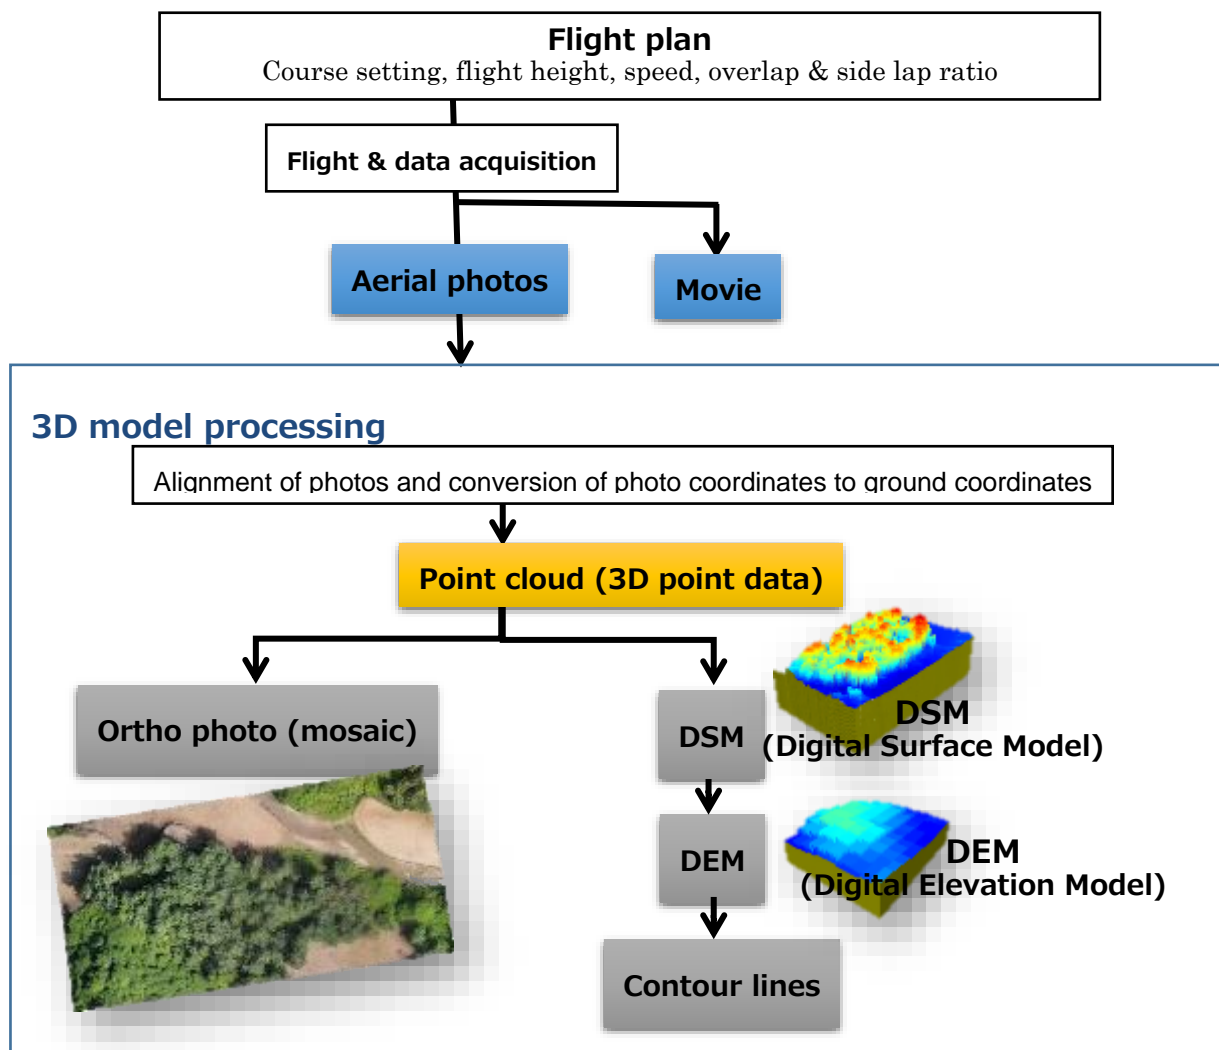 Flight plan
Course setting, flight height, speed, overlap & side lap ratio
Flight & data acquisition
Aerial photos
Movie
3D model processing
Alignment of photos and conversion of photo coordinates to ground coordinates
Point cloud (3D point data)
Ortho photo (mosaic)
DSM
DSM
(Digital Surface Model)
DEM
DEM
(Digital Elevation Model)
Contour lines